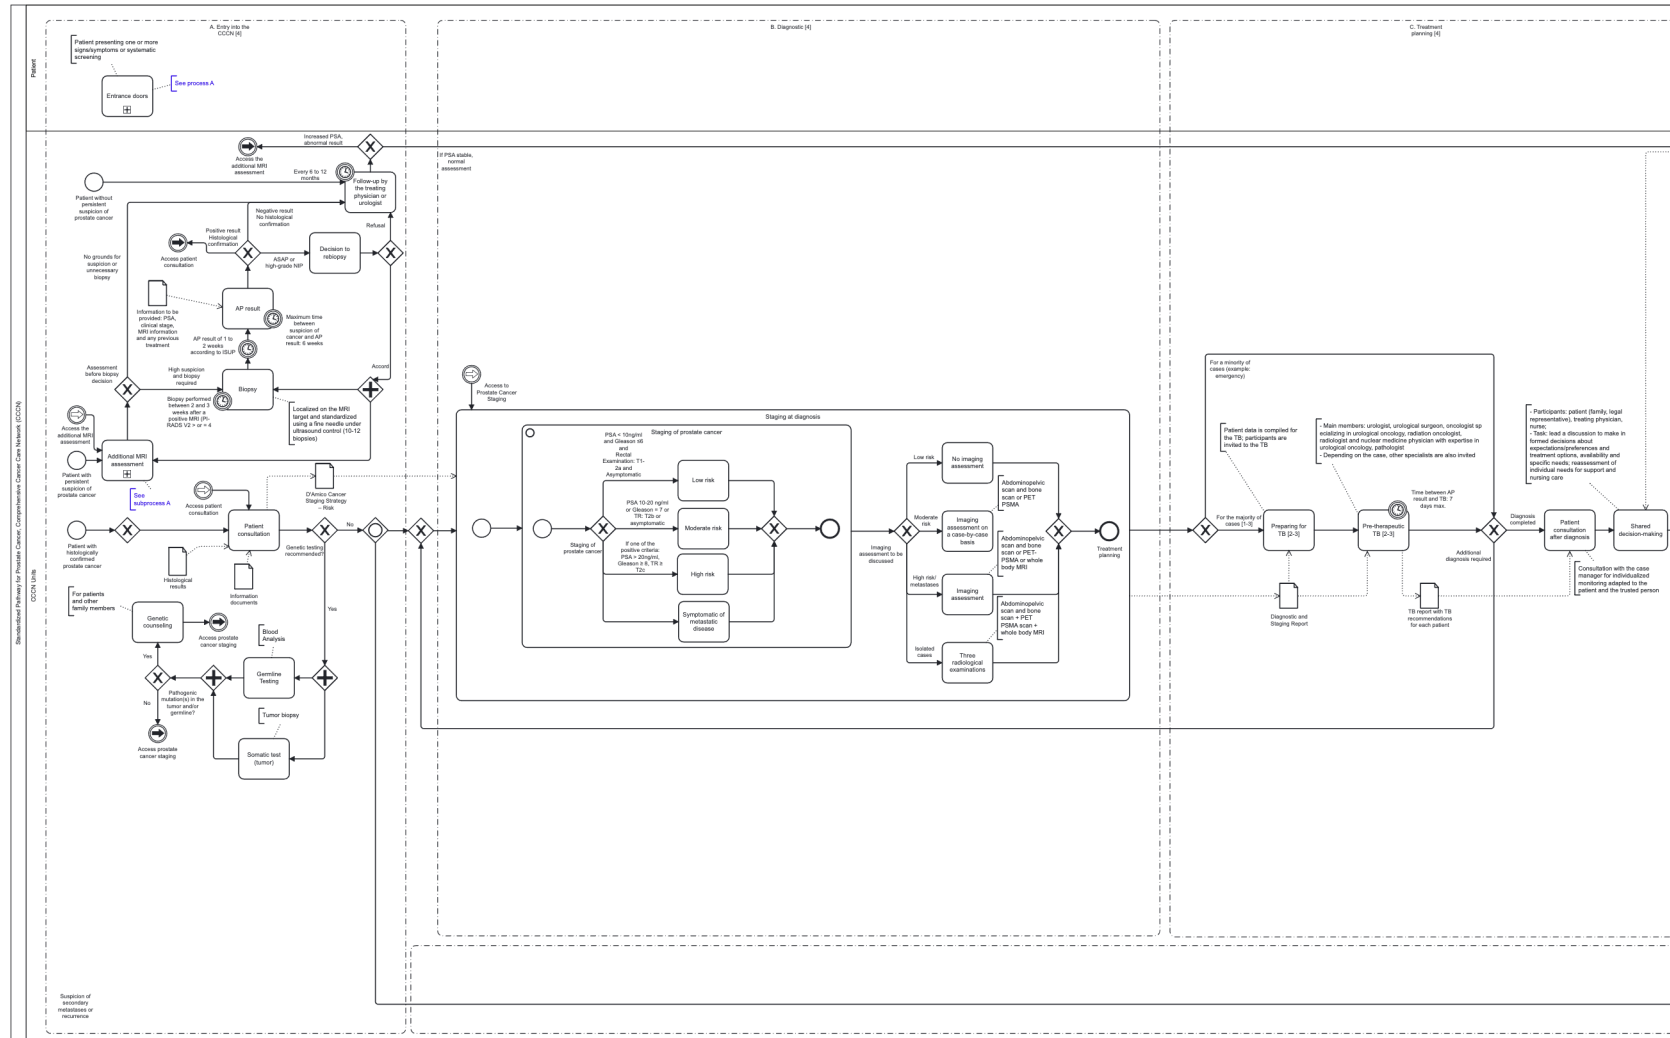 A. Entry into the
CCCN [4]
B. Diagnostic [4]
C. Treatment
planning [4]
Standardized Pathway for Prostate Cancer, Comprehensive Cancer Care Network (CCCN)
Patient
CCCN Units
Patient presenting one or more
signs/symptoms or systematic
screening
See process A
Entrance doors
Increased PSA,
abnormal result
Access the
additional MRI
assessment
If PSA stable,
normal
assessment
Every 6 to 12
months
Follow-up by
the treating
physician or
urologist
Patient without
persistent
suspicion of
prostate cancer
Negative result
No histological
confirmation
Refusal
Positive result
Histological
confirmation
Access patient
consultation
ASAP or
high-grade NIP
Decision to
rebiopsy
No grounds for
suspicion or
unnecessary
biopsy
AP result
Information to be
provided: PSA,
clinical stage,
MRI information
and any previous
treatment
Maximum time
between
suspicion of
cancer and AP
result: 6 weeks
AP result of 1 to
2 weeks
according to ISUP
Assessment
before biopsy
decision
High suspicion
and biopsy
required
Accord
Biopsy
Biopsy performed
between 2 and 3
weeks after a
positive MRI (PI-
RADS V2 > or = 4
Localized on the MRI
target and standardized
using a fine needle under
ultrasound control (10-12
biopsies)
Access the
additional MRI
assessment
Additional MRI
assessment
Patient with
persistent
suspicion of
prostate cancer
See
subprocess A
Access patient
consultation
D'Amico Cancer
Staging Strategy
– Risk
Patient
consultation
No
Genetic testing
recommended?
Patient with
histologically
confirmed
prostate cancer
Histological
results
Information
documents
For patients
and other
family members
Genetic
counseling
Access prostate
cancer staging
Yes
Blood
Analysis
Yes
Germline
Testing
No
Pathogenic
mutation(s) in the
tumor and/or
germline?
Tumor biopsy
Access prostate
cancer staging
Somatic test
(tumor)
Suspicion of
secondary
metastases or
recurrence
Access to
Prostate Cancer
Staging
Staging at diagnosis
Staging of prostate cancer
PSA < 10ng/ml
and Gleason ≤6
and
Rectal
Examination: T1-
2a and
Asymptomatic
Low risk
PSA 10-20 ng/ml
or Gleason = 7 or
TR: T2b or
asymptomatic
Moderate risk
Staging of
prostate cancer
If one of the
positive criteria:
PSA > 20ng/ml,
Gleason ≥ 8, TR ≥
T2c
High risk
Symptomatic of
metastatic
disease
Low risk
No imaging
assessment
Abdominopelvic
scan and bone
scan or PET
PSMA
Moderate
risk
Imaging
assessment on
a case-by-case
basis
Imaging
assessment to be
discussed
Abdominopelvic
scan and bone
scan or PET-
PSMA or whole
body MRI
High risk/
metastases
Imaging
assessment
Abdominopelvic
scan and bone
scan + PET
PSMA scan +
whole body MRI
Isolated
cases
Three
radiological
examinations
Treatment
planning
For a minority of
cases (example:
emergency)
Patient data is compiled for
the TB; participants are
invited to the TB
- Main members: urologist, urological surgeon, oncologist sp
ecializing in urological oncology, radiation oncologist,
radiologist and nuclear medicine physician with expertise in
urological oncology, pathologist
- Depending on the case, other specialists are also invited
- Participants: patient (family, legal
representative), treating physician,
nurse;
- Task: lead a discussion to make in
formed decisions about
expectations/preferences and
treatment options, availability and
specific needs; reassessment of
individual needs for support and
nursing care
Time between AP
result and TB: 7
days max.
For the majority of
cases [1-3]
Preparing for
TB [2-3]
Pre-therapeutic
TB [2-3]
Diagnosis
completed
Additional
diagnosis required
Patient
consultation
after diagnosis
Shared
decision-making
Consultation with the case
manager for individualized
monitoring adapted to the
patient and the trusted person
Diagnostic and
Staging Report
TB report with TB
recommendations
for each patient